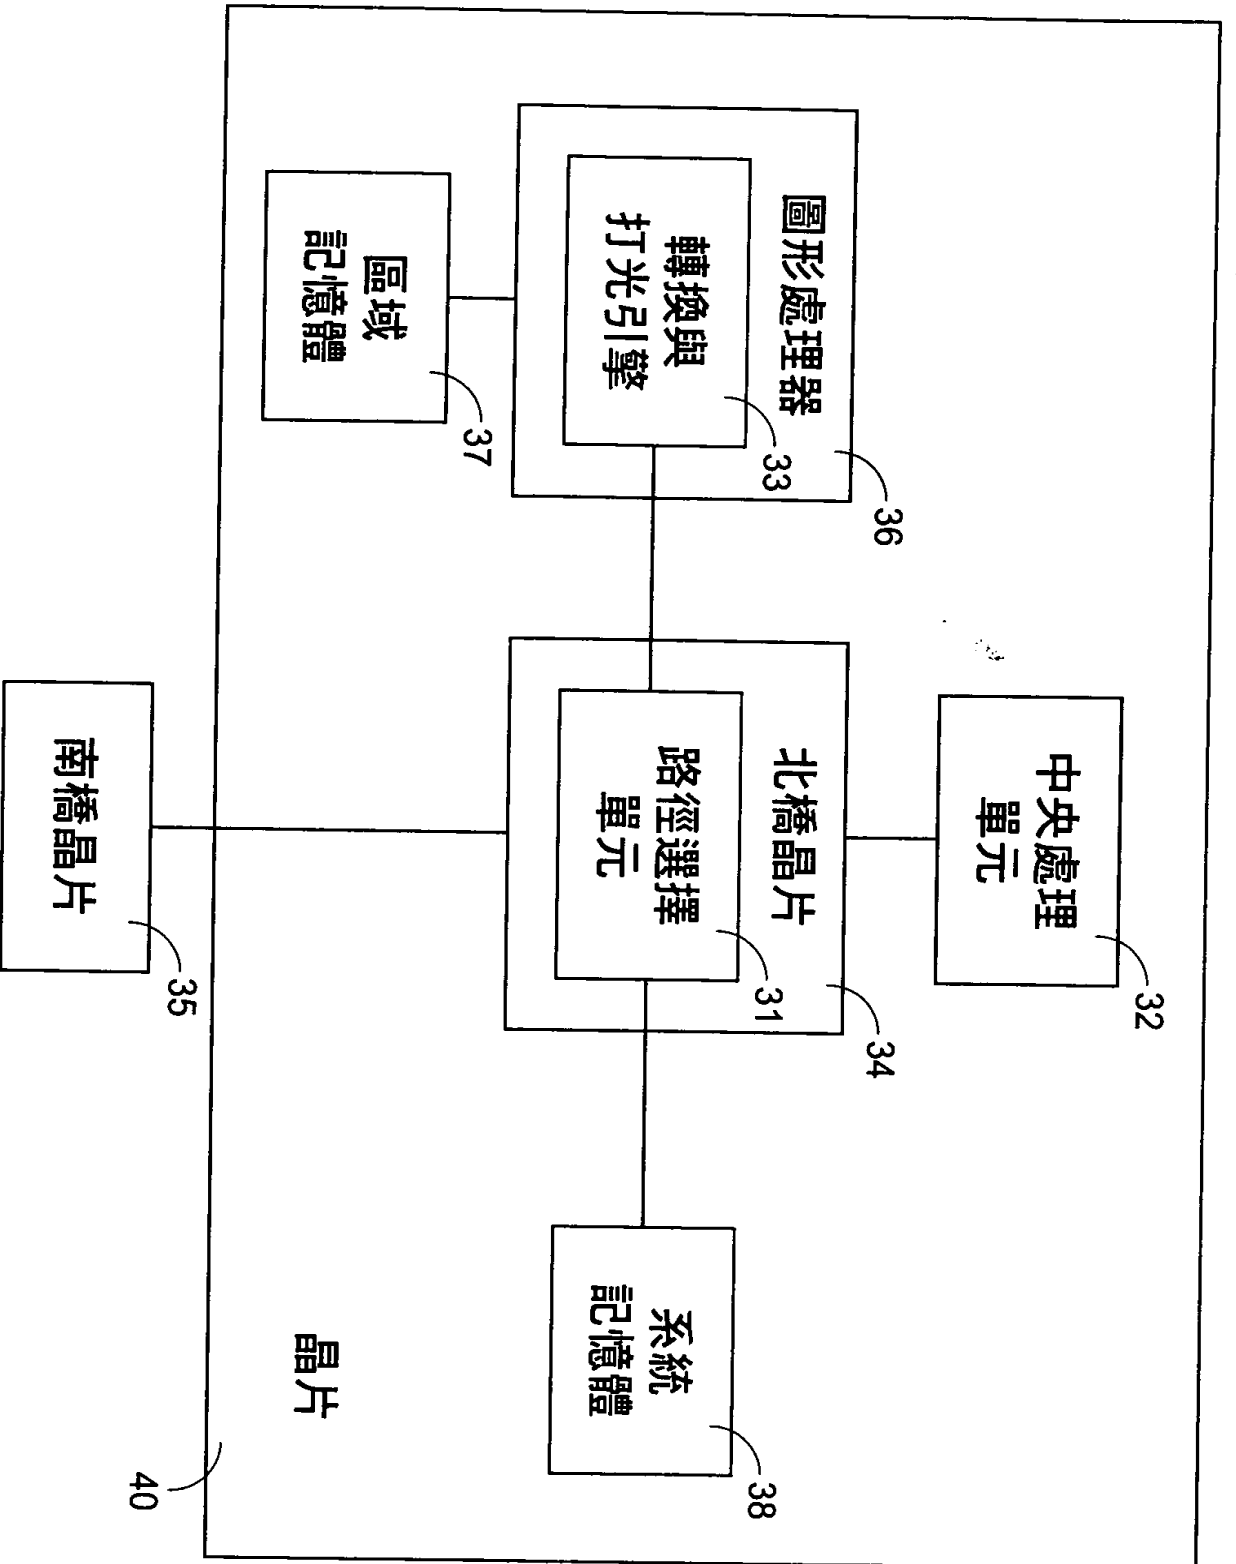 中央處理
單元
32
圖形處理器
36
轉換與
打光引擎
33
北橋晶片
34
路徑選擇
單元
31
系統
記憶體
38
區域
記憶體
37
晶片
40
南橋晶片
35